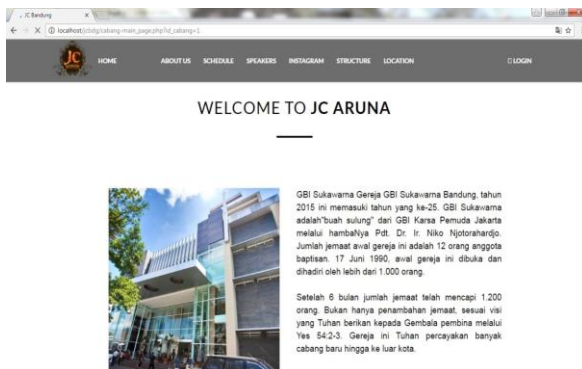 JC Bandung
localhost/jcbdg/cabang-main_page.php?id_cabang=1
JC
HOME ABOUT US SCHEDULE SPEAKERS INSTAGRAM STRUCTURE LOCATION LOGIN
WELCOME TO JC ARUNA
GBI Sukawarna Gereja GBI Sukawarna Bandung, tahun
2015 ini memasuki tahun yang ke-25. GBI Sukawarna
adalah"buah sulung" dari GBI Karsa Pemuda Jakarta
melalui hambaNya Pdt. Dr. Ir. Niko Njotorahardjo.
Jumlah jemaat awal gereja ini adalah 12 orang anggota
baptisan. 17 Juni 1990, awal gereja ini dibuka dan
dihadiri oleh lebih dari 1.000 orang.
Setelah 6 bulan jumlah jemaat telah mencapi 1.200
orang. Bukan hanya penambahan jemaat, sesuai visi
yang Tuhan berikan kepada Gembala pembina melalui
Yes 54:2-3. Gereja ini Tuhan percayakan banyak
cabang baru hingga ke luar kota.